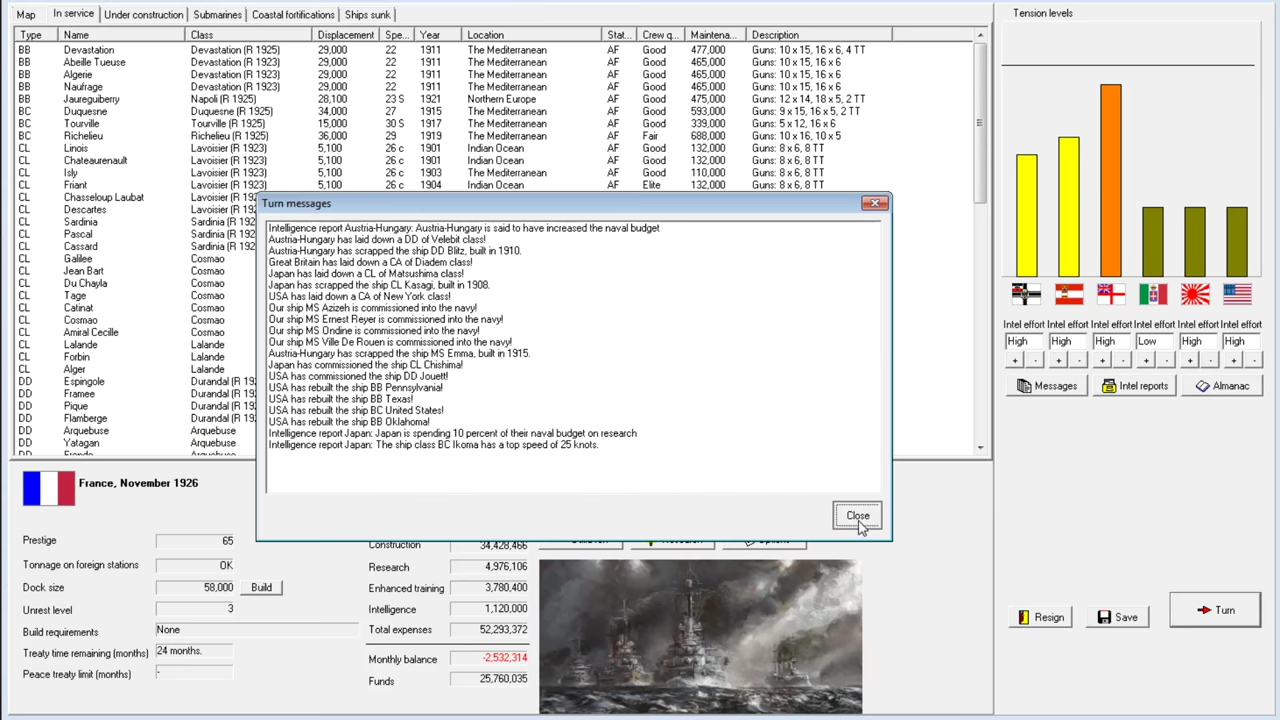 Map In service Under construction Submarines Coastal fortifications Ships sunk
Type Name Class Displacement Spe... Year Location Stat... Crew q... Maintena... Description
BB Devastation Devastation (R 1925) 29,000 22 1911 The Mediterranean AF Good 477,000 Guns: 10 x 15, 16 x 6, 4 TT
BB Abeille Tueuse Devastation (R 1923) 29,000 22 1911 The Mediterranean AF Good 465,000 Guns: 10 x 15, 16 x 6
BB Algerie Devastation (R 1923) 29,000 22 1911 The Mediterranean AF Good 465,000 Guns: 10 x 15, 16 x 6
BB Naufrage Devastation (R 1923) 29,000 22 1911 The Mediterranean AF Good 465,000 Guns: 10 x 15, 16 x 6
BB Jaureguiberry Napoli (R 1925) 28,100 23 S 1921 Northern Europe AF Good 475,000 Guns: 12 x 14, 18 x 5, 2 TT
BC Duquesne Duquesne (R 1925) 34,000 27 1915 The Mediterranean AF Good 593,000 Guns: 9 x 15, 16 x 6, 2 TT
BC Tourville Tourville (R 1925) 15,000 30 S 1917 The Mediterranean AF Good 339,000 Guns: 5 x 12, 16 x 6
BC Richelieu Richelieu (R 1925) 36,000 29 1919 The Mediterranean AF Fair 688,000 Guns: 10 x 16, 10 x 5
CL Linois Lavoisier (R 1923) 5,100 26 c 1901 Indian Ocean AF Good 132,000 Guns: 8 x 6, 8 TT
CL Chateaurenault Lavoisier (R 1923) 5,100 26 c 1901 Indian Ocean AF Good 132,000 Guns: 8 x 6, 8 TT
CL Isly Lavoisier (R 1923) 5,100 26 c 1903 The Mediterranean AF Good 110,000 Guns: 8 x 6, 8 TT
CL Friant Lavoisier (R 1923) 5,100 26 c 1904 Indian Ocean AF Elite 132,000 Guns: 8 x 6, 8 TT
CL Chasseloup Laubat Lavoisier (R 192
CL Descartes Lavoisier (R 192
CL Sardinia Sardinia (R 192
CL Pascal Sardinia (R 192
CL Cassard Sardinia (R 192
CL Galilee Cosmao
CL Jean Bart Cosmao
CL Du Chayla Cosmao
CL Tage Cosmao
CL Catinat Cosmao
CL Cosmao Cosmao
CL Amiral Cecille Cosmao
CL Lalande Lalande
CL Forbin Lalande
CL Alger Lalande
DD Espingole Durandal (R 192
DD Framee Durandal (R 192
DD Pique Durandal (R 192
DD Flamberge Durandal (R 192
DD Arquebuse Arquebuse
DD Yatagan Arquebuse
Turn messages
Intelligence report Austria-Hungary: Austria-Hungary is said to have increased the naval budget
Austria-Hungary has laid down a DD of Velebit class!
Austria-Hungary has scrapped the ship DD Blitz, built in 1910.
Great Britain has laid down a CA of Diadem class!
Japan has laid down a CL of Matsushima class!
Japan has scrapped the ship CL Kasagi, built in 1908.
USA has laid down a CA of New York class!
Our ship MS Azizeh is commissioned into the navy!
Our ship MS Ernest Reyer is commissioned into the navy!
Our ship MS Ondine is commissioned into the navy!
Our ship MS Ville De Rouen is commissioned into the navy!
Austria-Hungary has scrapped the ship MS Emma, built in 1915.
Japan has commissioned the ship CL Chishima!
USA has commissioned the ship DD Jouett!
USA has rebuilt the ship BB Pennsylvania!
USA has rebuilt the ship BB Texas!
USA has rebuilt the ship BC United States!
USA has rebuilt the ship BB Oklahoma!
Intelligence report Japan: Japan is spending 10 percent of their naval budget on research
Intelligence report Japan: The ship class BC Ikoma has a top speed of 25 knots.
Close
Tension levels
Intel effort Intel effort Intel effort Intel effort Intel effort Intel effort
High High High Low High High
+ - + - + - + - + - + -
Messages Intel reports Almanac
France, November 1926
Prestige 65
Tonnage on foreign stations OK
Dock size 58,000 Build
Unrest level 3
Build requirements None
Treaty time remaining (months) 24 months.
Peace treaty limit (months) -
Construction 34,428,466
Research 4,976,106
Enhanced training 3,780,400
Intelligence 1,120,000
Total expenses 52,293,372
Monthly balance -2,532,314
Funds 25,760,035
Resign Save Turn